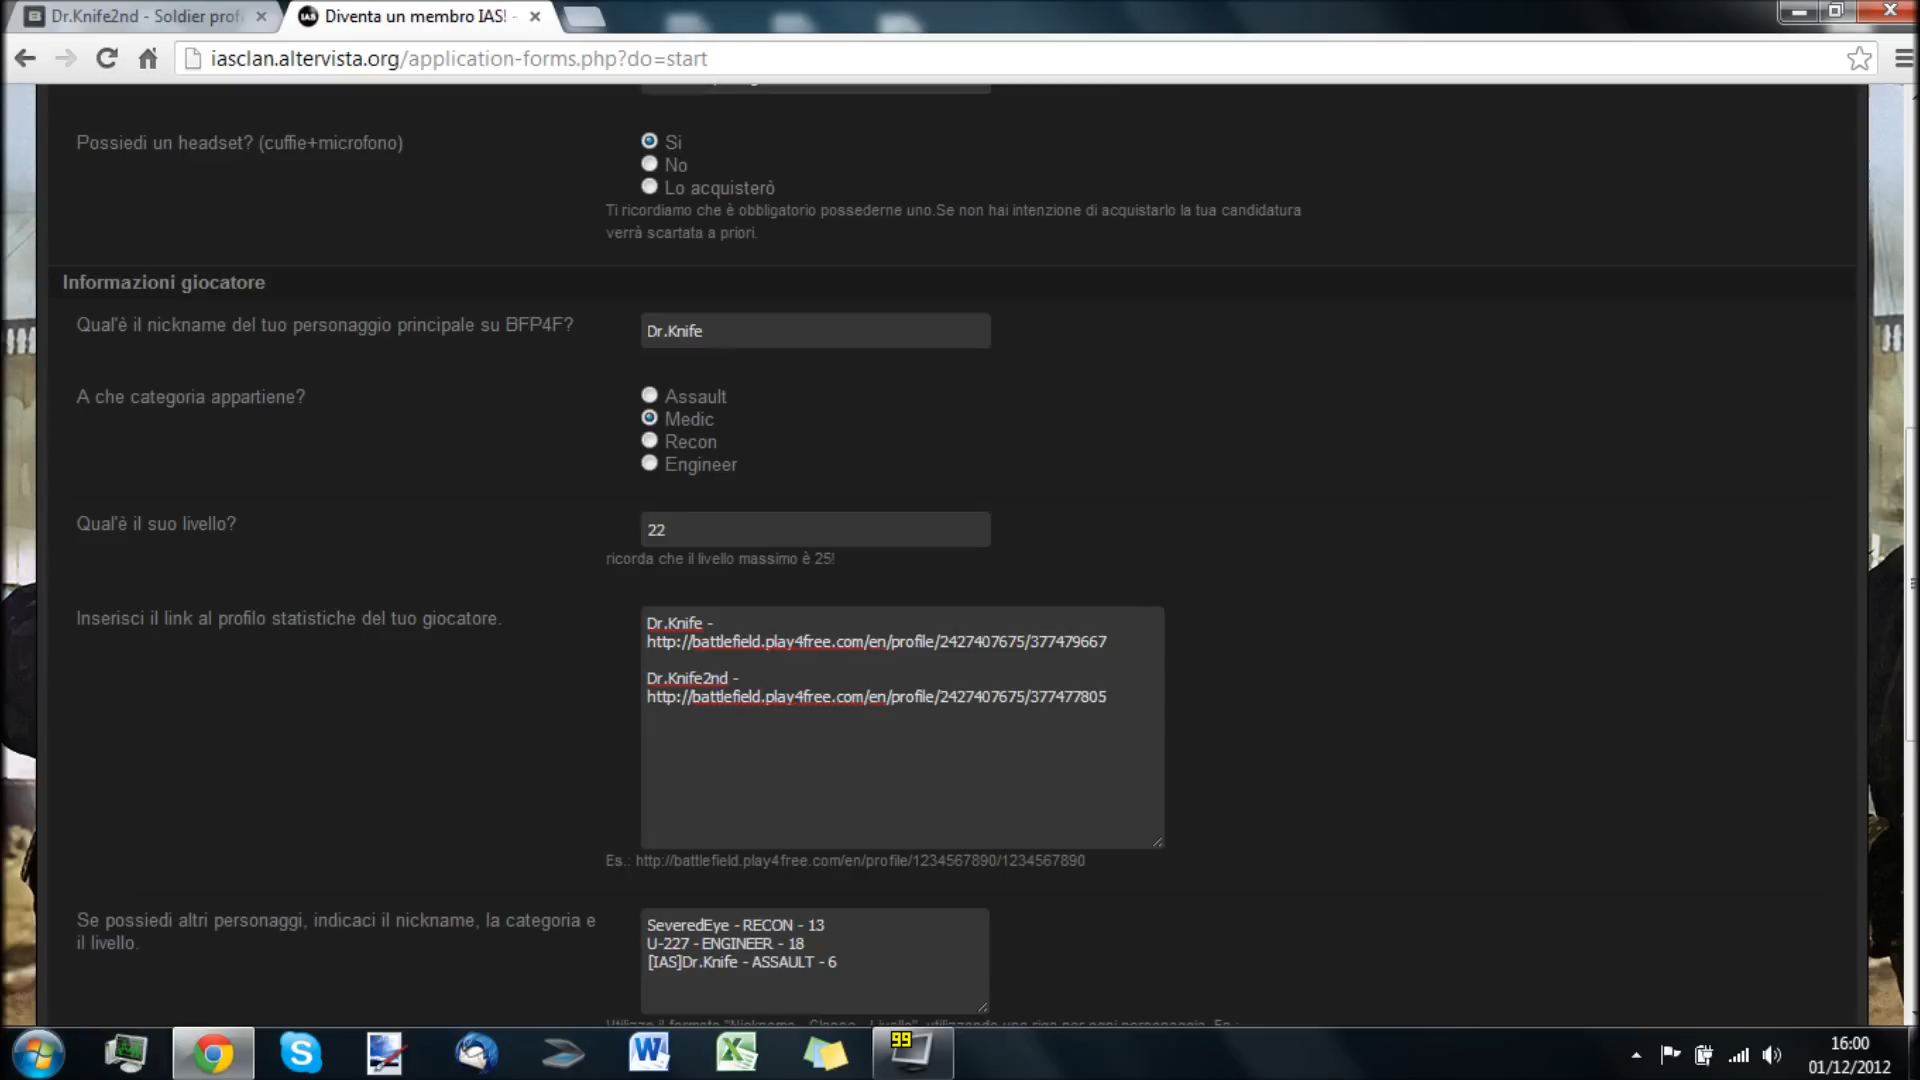 Dr.Knife2nd - Soldier prof
Diventa un membro IAS! -
iasclan.altervista.org/application-forms.php?do=start
Possiedi un headset? (cuffie+microfono)
Si
No
Lo acquisterò
Ti ricordiamo che è obbligatorio possederne uno.Se non hai intenzione di acquistarlo la tua candidatura
verrà scartata a priori.
Informazioni giocatore
Qual'è il nickname del tuo personaggio principale su BFP4F?
Dr.Knife
A che categoria appartiene?
Assault
Medic
Recon
Engineer
Qual'è il suo livello?
22
ricorda che il livello massimo è 25!
Inserisci il link al profilo statistiche del tuo giocatore.
Dr.Knife -
http://battlefield.play4free.com/en/profile/2427407675/377479667
Dr.Knife2nd -
http://battlefield.play4free.com/en/profile/2427407675/377477805
Es.: http://battlefield.play4free.com/en/profile/1234567890/1234567890
Se possiedi altri personaggi, indicaci il nickname, la categoria e
il livello.
SeveredEye - RECON - 13
U-227 - ENGINEER - 18
[IAS]Dr.Knife - ASSAULT - 6
99
16:00
01/12/2012